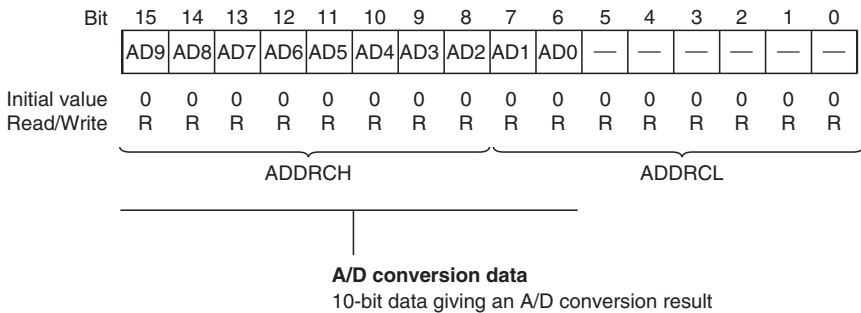 Bit 15 14 13 12 11 10 9 8 7 6 5 4 3 2 1 0
AD9 AD8 AD7 AD6 AD5 AD4 AD3 AD2 AD1 AD0 — — — — — —
Initial value 0 0 0 0 0 0 0 0 0 0 0 0 0 0 0 0
Read/Write R R R R R R R R R R R R R R R R
ADDRCH ADDRCL
A/D conversion data
10-bit data giving an A/D conversion result